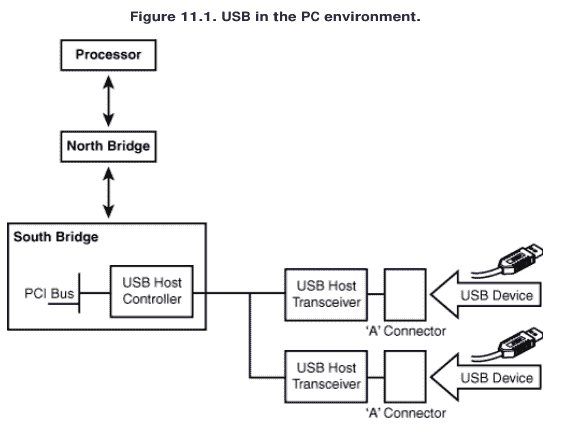 Figure 11.1. USB in the PC environment.
Processor
North Bridge
South Bridge
PCI Bus
USB Host
Controller
USB Host
Transceiver
'A' Connector
USB Device
USB Host
Transceiver
'A' Connector
USB Device